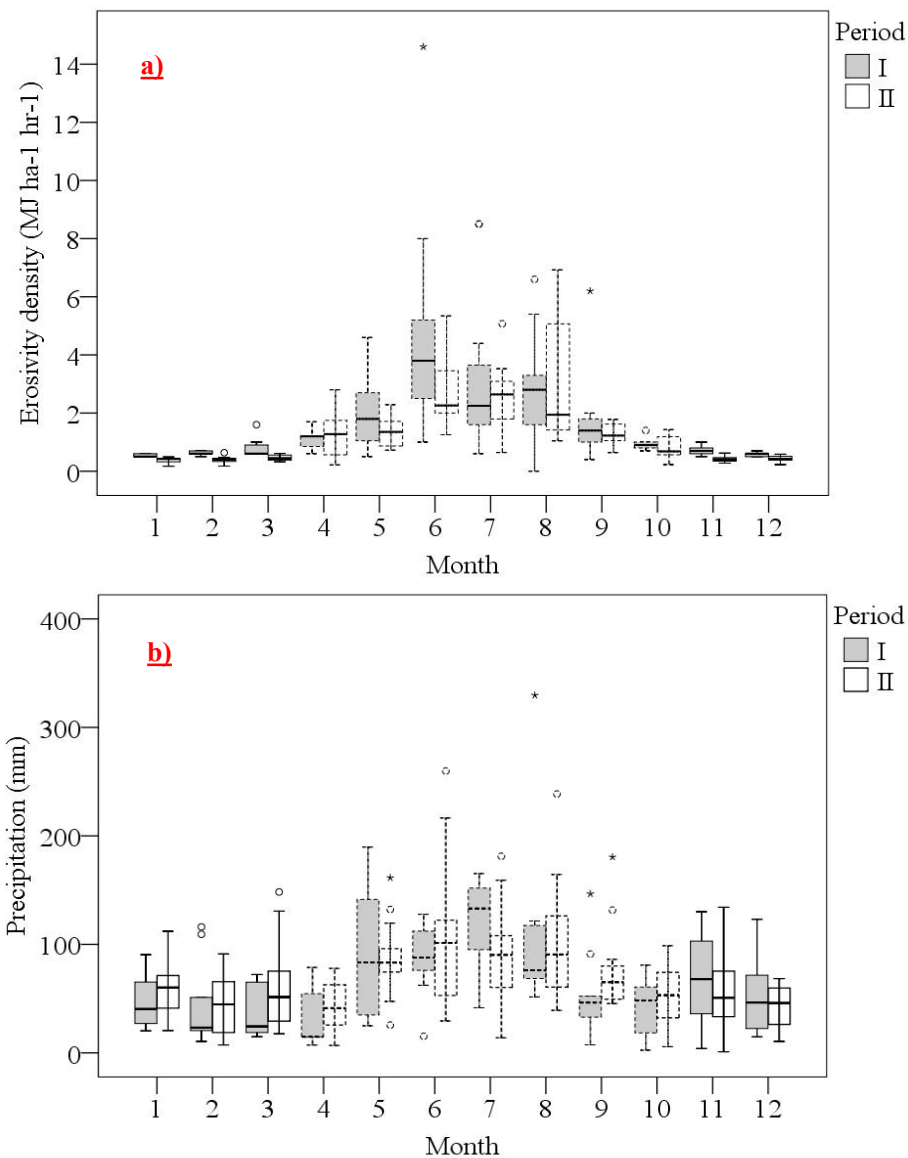 a)
Period
I
II
Erosivity density (MJ ha-1 hr-1)
14
12
10
8
6
4
2
0
1 2 3 4 5 6 7 8 9 10 11 12
Month
b)
Period
I
II
Precipitation (mm)
400
300
200
100
0
1 2 3 4 5 6 7 8 9 10 11 12
Month